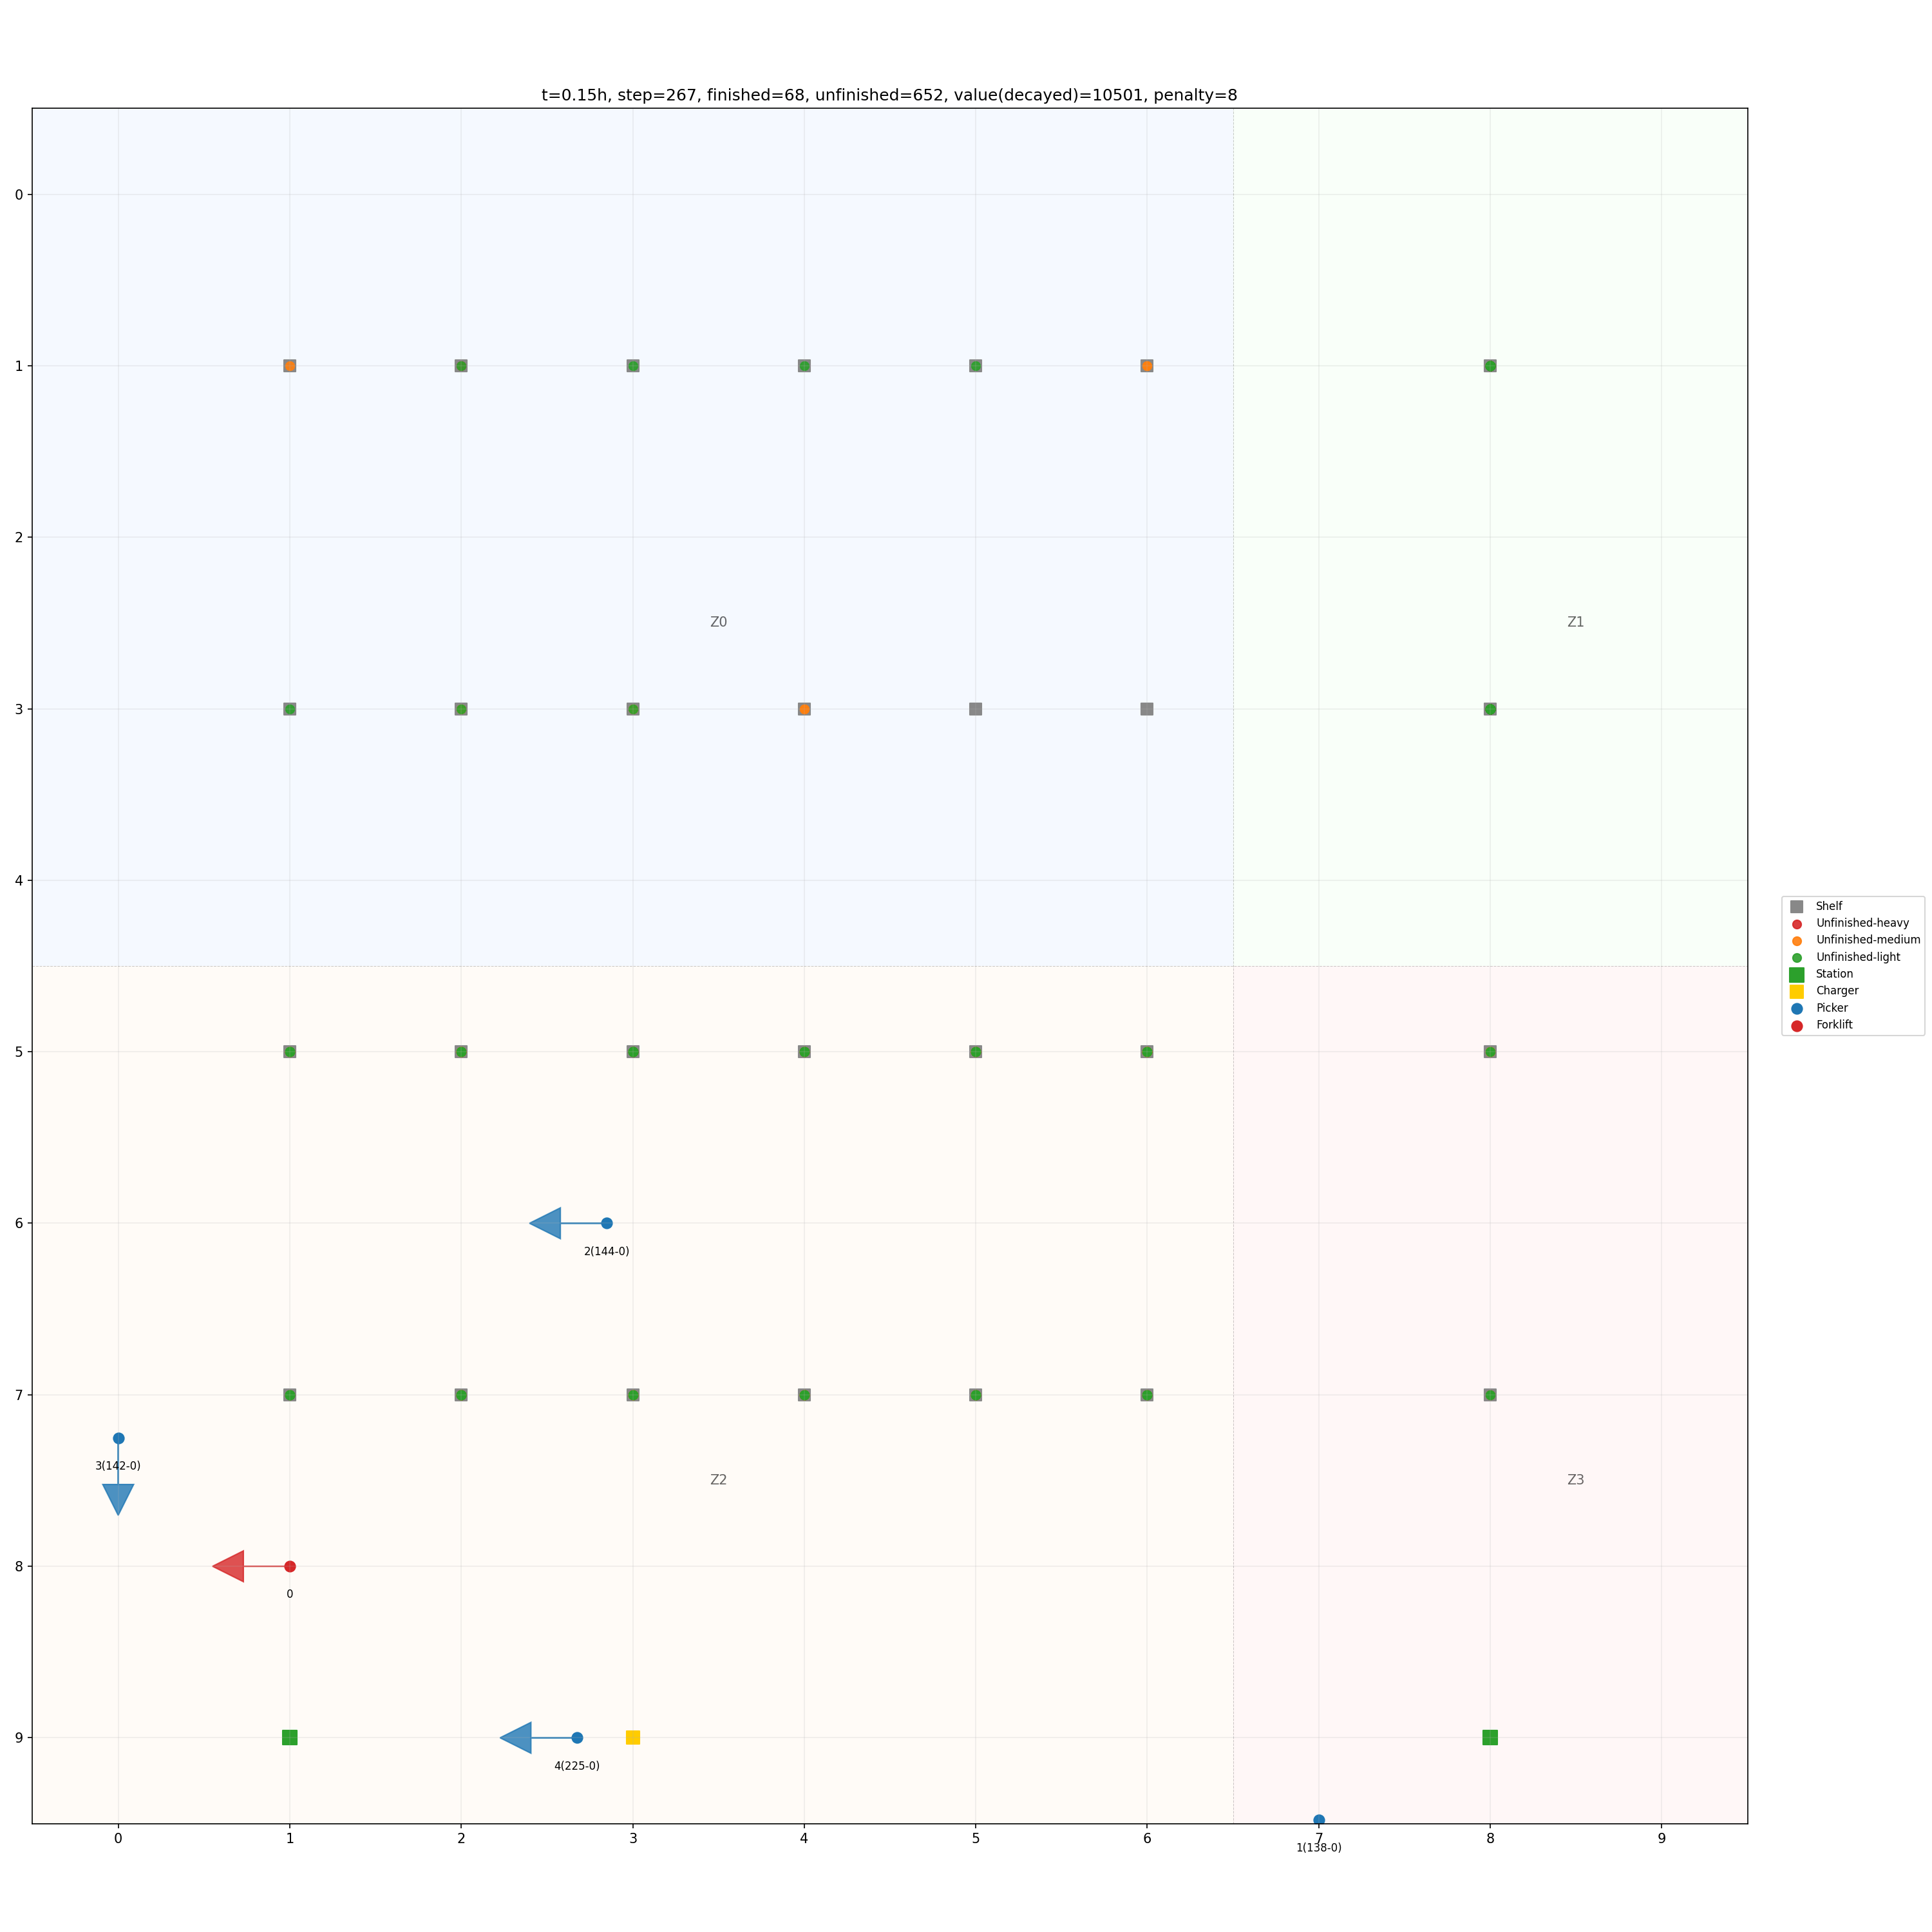 t=0.15h, step=267, finished=68, unfinished=652, value(decayed)=10501, penalty=8
0
1
2
Z0
Z1
3
4
Shelf
Unfinished-heavy
Unfinished-medium
Unfinished-light
Station
Charger
Picker
Forklift
5
6
2(144-0)
7
3(142-0)
Z2
Z3
8
0
9
4(225-0)
0
1
2
3
4
5
6
7
8
9
1(138-0)